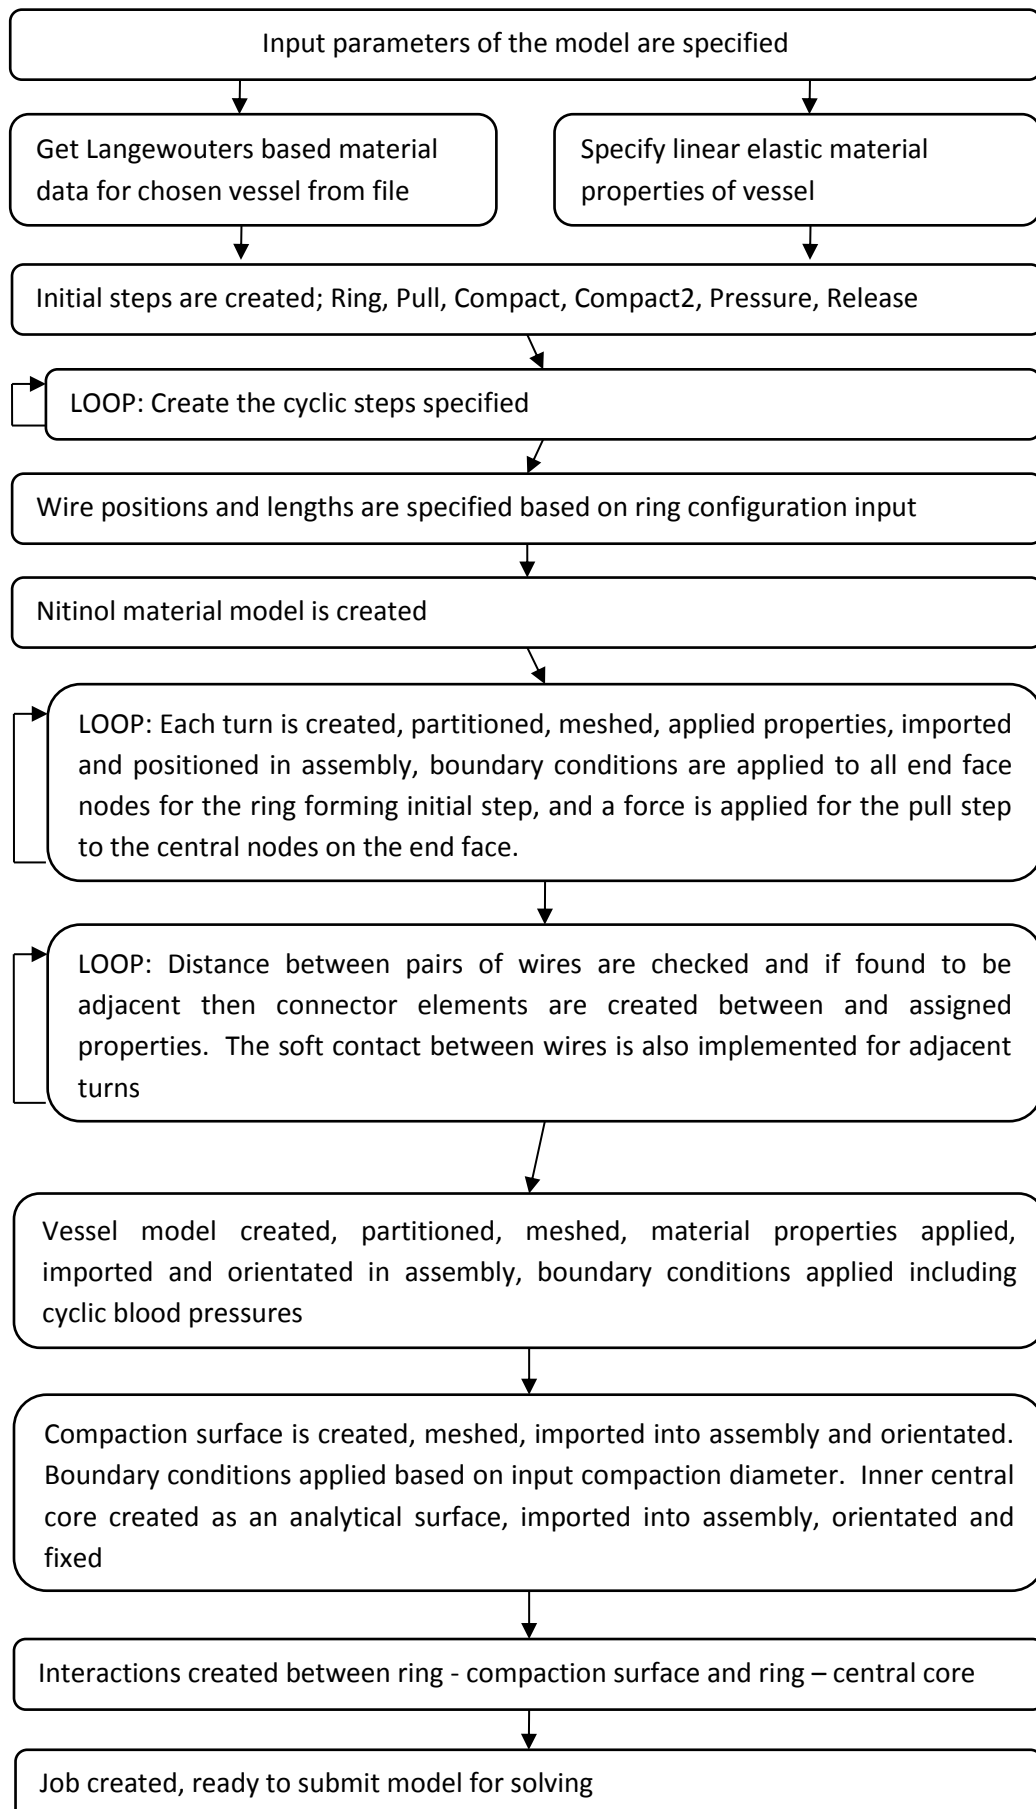 Input parameters of the model are specified
Get Langewouters based material
data for chosen vessel from file
Specify linear elastic material
properties of vessel
Initial steps are created; Ring, Pull, Compact, Compact2, Pressure, Release
LOOP: Create the cyclic steps specified
Wire positions and lengths are specified based on ring configuration input
Nitinol material model is created
LOOP: Each turn is created, partitioned, meshed, applied properties, imported
and positioned in assembly, boundary conditions are applied to all end face
nodes for the ring forming initial step, and a force is applied for the pull step
to the central nodes on the end face.
LOOP: Distance between pairs of wires are checked and if found to be
adjacent then connector elements are created between and assigned
properties. The soft contact between wires is also implemented for adjacent
turns
Vessel model created, partitioned, meshed, material properties applied,
imported and orientated in assembly, boundary conditions applied including
cyclic blood pressures
Compaction surface is created, meshed, imported into assembly and orientated.
Boundary conditions applied based on input compaction diameter. Inner central
core created as an analytical surface, imported into assembly, orientated and
fixed
Interactions created between ring - compaction surface and ring – central core
Job created, ready to submit model for solving